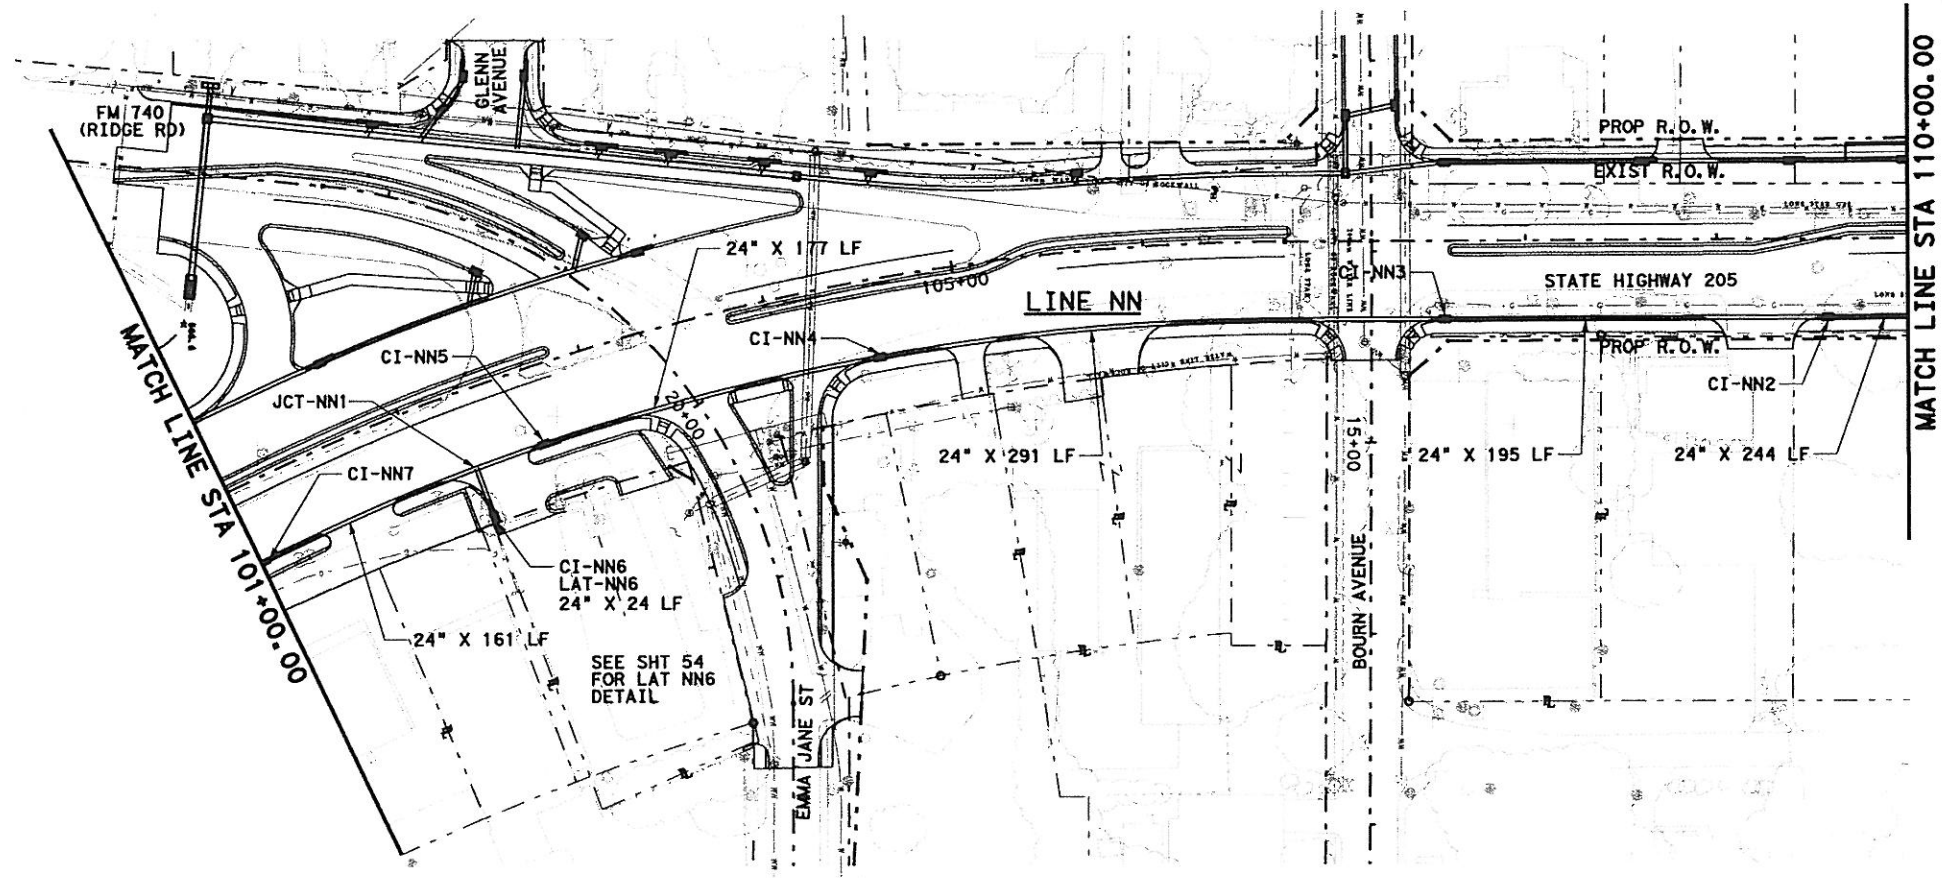 GLENN
AVENUE
FM 740
(RIDGE RD)
PROP R.O.W.
EXIST R.O.W.
MATCH LINE STA 110+00.00
24" X 177 LF
105+00
LINE NN
CI-NN3
STATE HIGHWAY 205
CI-NN4
CI-NN5
JCT-NN1
PROP R.O.W.
CI-NN2
20+00
15+00
24" X 291 LF
24" X 195 LF
24" X 244 LF
CI-NN7
MATCH LINE STA 101+00.00
CI-NN6
LAT-NN6
24" X 24 LF
24" X 161 LF
SEE SHT 54
FOR LAT NN6
DETAIL
BOURN AVENUE
EMMA JANE ST